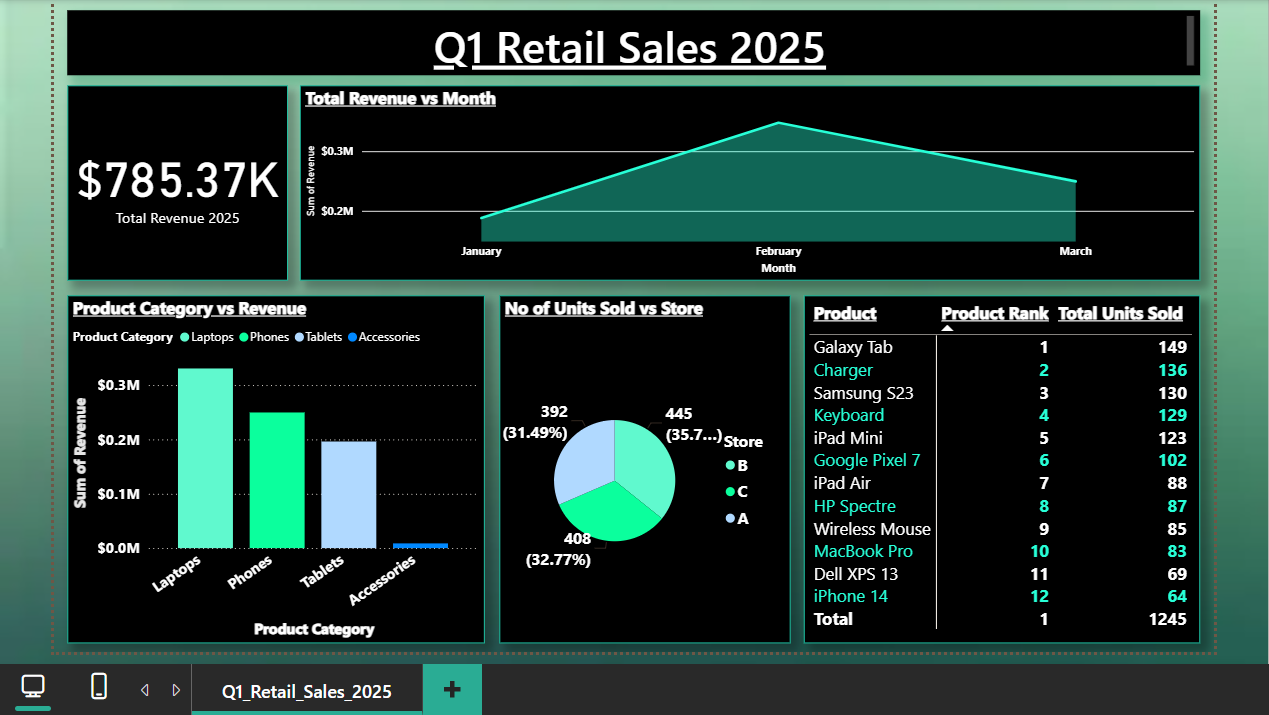 Q1 Retail Sales 2025
$785.37K
Total Revenue 2025
Total Revenue vs Month
Sum of Revenue
$0.3M
$0.2M
January February March
Month
Product Category vs Revenue
Product Category Laptops Phones Tablets Accessories
Sum of Revenue
$0.3M
$0.2M
$0.1M
$0.0M
Laptops Phones Tablets Accessories
Product Category
No of Units Sold vs Store
392
(31.49%)
445
(35.7...)
408
(32.77%)
Store
B
C
A
Product Product Rank Total Units Sold
Galaxy Tab 1 149
Charger 2 136
Samsung S23 3 130
Keyboard 4 129
iPad Mini 5 123
Google Pixel 7 6 102
iPad Air 7 88
HP Spectre 8 87
Wireless Mouse 9 85
MacBook Pro 10 83
Dell XPS 13 11 69
iPhone 14 12 64
Total 1 1245
Q1_Retail_Sales_2025
+